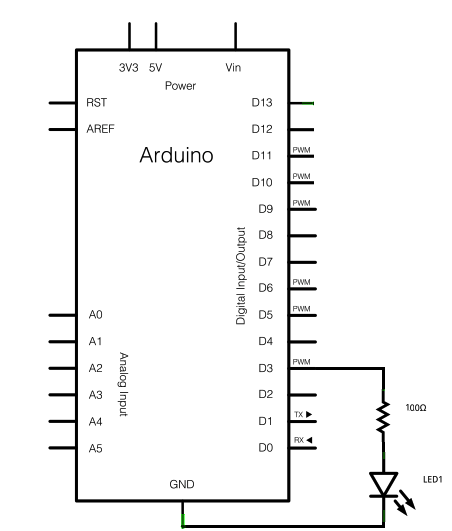 3V3 5V Vin
Power
RST D13
AREF D12
Arduino
D11 PWM
D10 PWM
D9 PWM
D8
D7
Digital Input/Output
D6 PWM
A0 D5 PWM
A1 D4
A2 D3 PWM
A3 D2
Analog Input
A4 D1 TX ▶
A5 D0 RX ◀
100Ω
GND
LED1